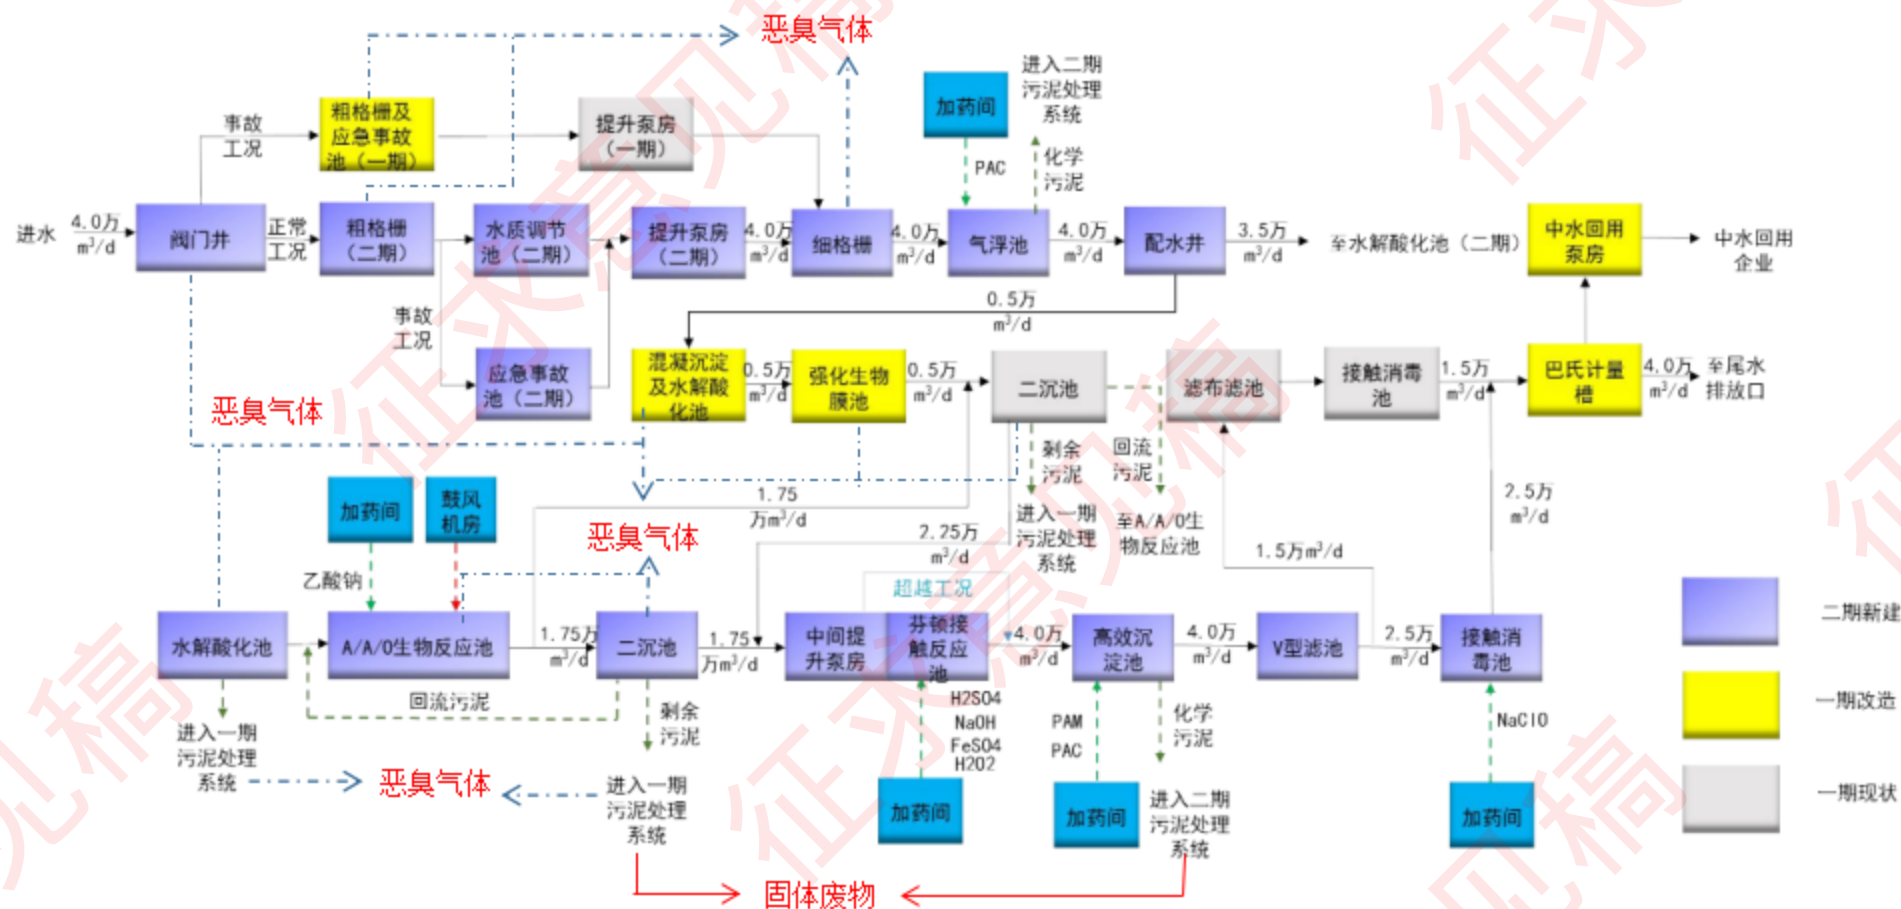 恶臭气体
进入二期
污泥处理
系统
加药间
粗格栅及
应急事故
池（一期）
提升泵房
（一期）
事故
工况
PAC
化学
污泥
进水
4.0万
m³/d
阀门井
正常
工况
粗格栅
（二期）
水质调节
池（二期）
提升泵房
（二期）
4.0万
m³/d
细格栅
4.0万
m³/d
气浮池
4.0万
m³/d
配水井
3.5万
m³/d
至水解酸化池（二期）
中水回用
泵房
中水回用
企业
0.5万
m³/d
事故
工况
应急事故
池（二期）
混凝沉淀
及水解酸
化池
0.5万
m³/d
强化生物
膜池
0.5万
m³/d
二沉池
滤布滤池
接触消毒
池
1.5万
m³/d
巴氏计量
槽
4.0万
m³/d
至尾水
排放口
恶臭气体
剩余
污泥
回流
污泥
加药间
鼓风
机房
1.75
万m³/d
2.5万
m³/d
进入一期
污泥处理
系统
至A/A/O生
物反应池
恶臭气体
2.25万
m³/d
1.5万m³/d
乙酸钠
超越工况
二期新建
水解酸化池
A/A/O生物反应池
1.75万
m³/d
二沉池
1.75
万m³/d
中间提
升泵房
芬顿接
触反应
池
4.0万
m³/d
高效沉
淀池
4.0万
m³/d
V型滤池
2.5万
m³/d
接触消
毒池
回流污泥
剩余
污泥
H2SO4
NaOH
FeSO4
H2O2
PAM
PAC
化学
污泥
NaClO
一期改造
进入一期
污泥处理
系统
恶臭气体
进入一期
污泥处理
系统
加药间
加药间
进入二期
污泥处理
系统
加药间
一期现状
固体废物
征求意见稿
征求意见稿
征求
征
见稿
见稿